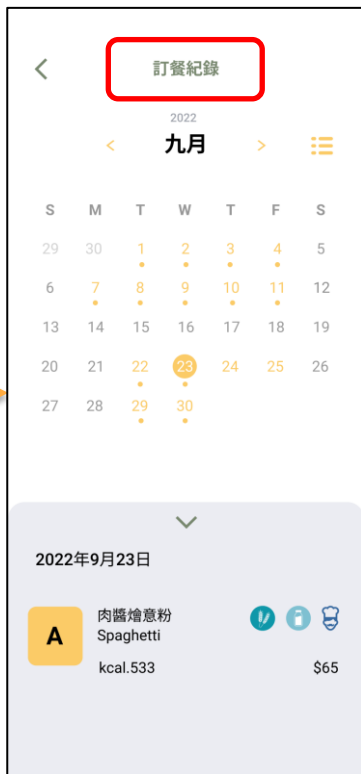 訂餐紀錄
2022
< 九月 >
S M T W T F S
29 30 1 2 3 4 5
6 7 8 9 10 11 12
13 14 15 16 17 18 19
20 21 22 23 24 25 26
27 28 29 30
2022年9月23日
A
肉醬燴意粉
Spaghetti
kcal.533 $65